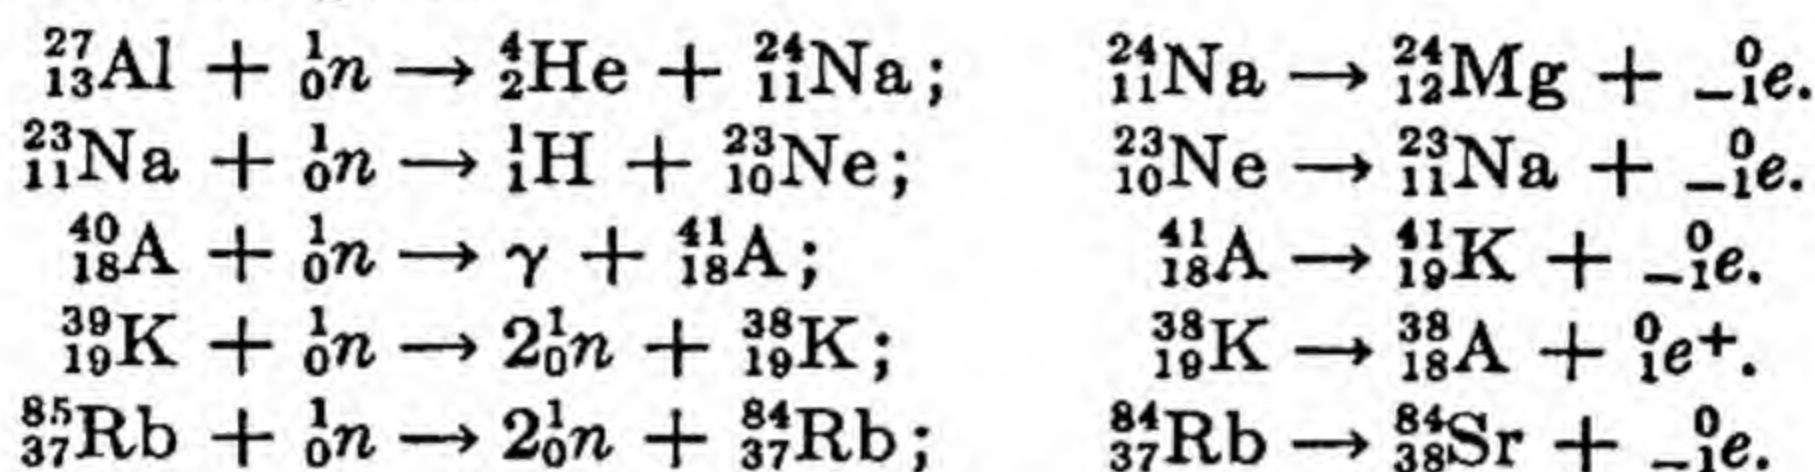 ²⁷₁₃Al + ¹₀n → ⁴₂He + ²⁴₁₁Na; ²⁴₁₁Na → ²⁴₁₂Mg + ⁰₋₁e.
²³₁₁Na + ¹₀n → ¹₁H + ²³₁₀Ne; ²³₁₀Ne → ²³₁₁Na + ⁰₋₁e.
⁴⁰₁₈A + ¹₀n → γ + ⁴¹₁₈A; ⁴¹₁₈A → ⁴¹₁₉K + ⁰₋₁e.
³⁹₁₉K + ¹₀n → 2¹₀n + ³⁸₁₉K; ³⁸₁₉K → ³⁸₁₈A + ⁰₁e⁺.
⁸⁵₃₇Rb + ¹₀n → 2¹₀n + ⁸⁴₃₇Rb; ⁸⁴₃₇Rb → ⁸⁴₃₈Sr + ⁰₋₁e.